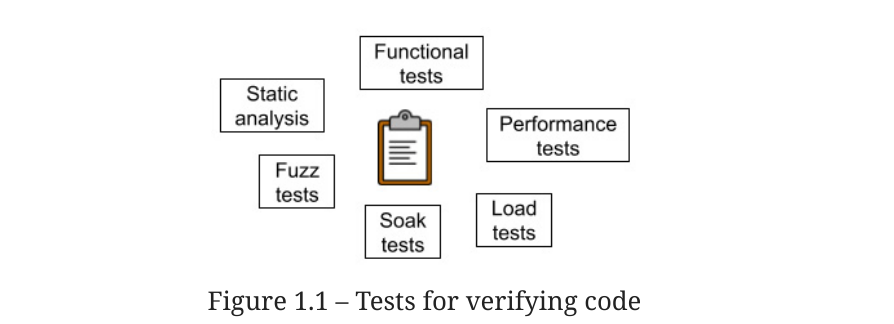 Functional
tests
Static
analysis
Performance
tests
Fuzz
tests
Load
tests
Soak
tests
Figure 1.1 – Tests for verifying code